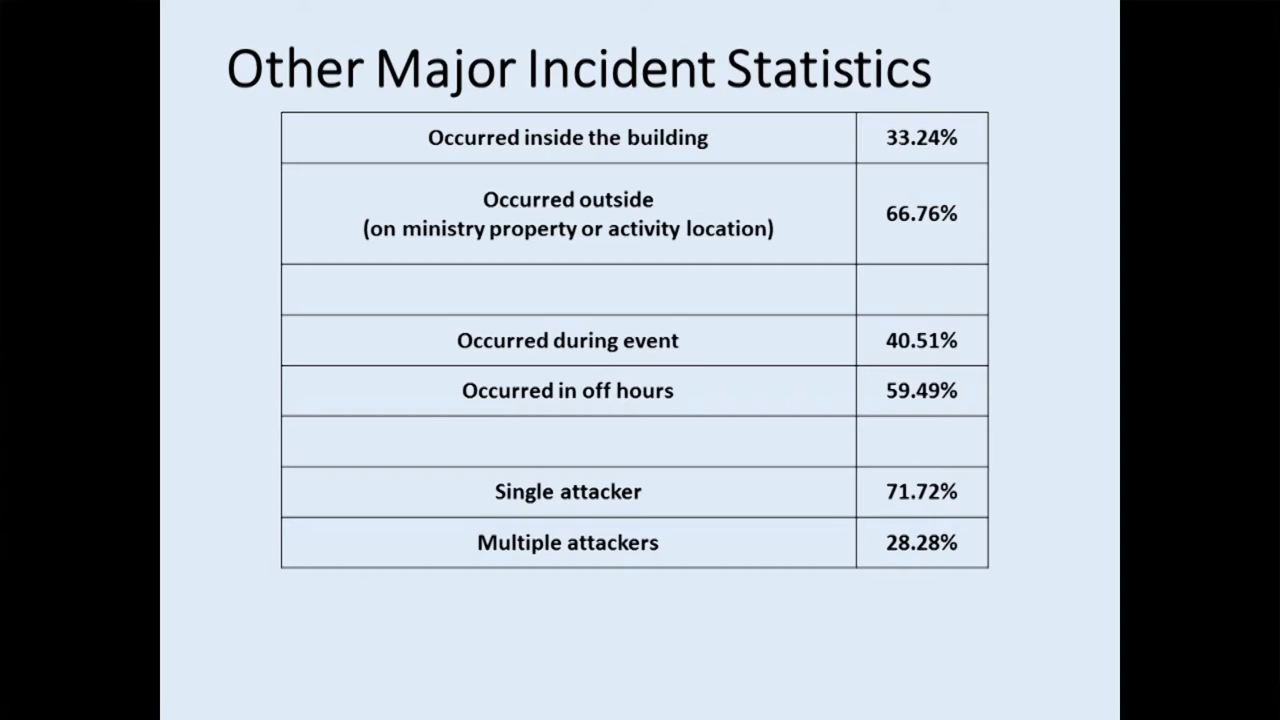 Other Major Incident Statistics
Occurred inside the building 33.24%
Occurred outside
(on ministry property or activity location) 66.76%
Occurred during event 40.51%
Occurred in off hours 59.49%
Single attacker 71.72%
Multiple attackers 28.28%